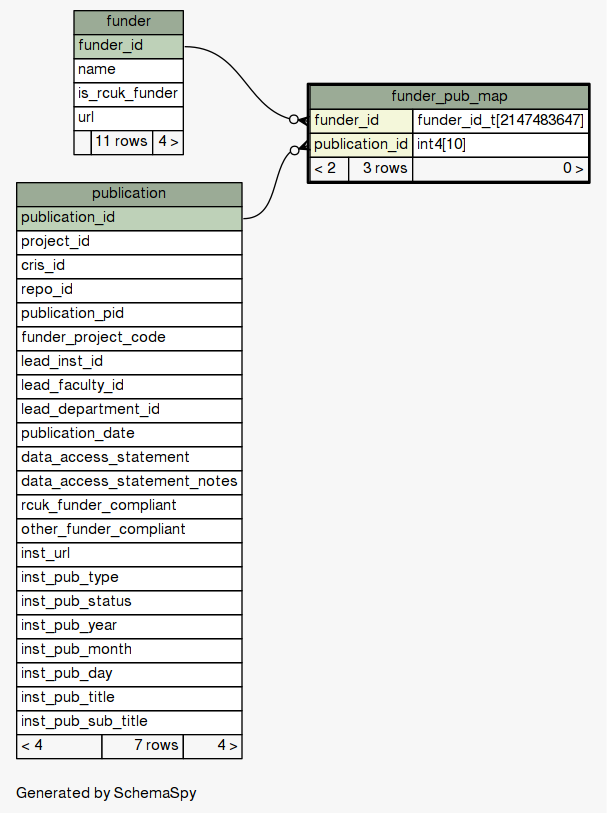 funder
funder_id
name
is_rcuk_funder
url
11 rows 4 >
funder_pub_map
funder_id funder_id_t[2147483647]
publication_id int4[10]
< 2 3 rows 0 >
publication
publication_id
project_id
cris_id
repo_id
publication_pid
funder_project_code
lead_inst_id
lead_faculty_id
lead_department_id
publication_date
data_access_statement
data_access_statement_notes
rcuk_funder_compliant
other_funder_compliant
inst_url
inst_pub_type
inst_pub_status
inst_pub_year
inst_pub_month
inst_pub_day
inst_pub_title
inst_pub_sub_title
< 4 7 rows 4 >
Generated by SchemaSpy